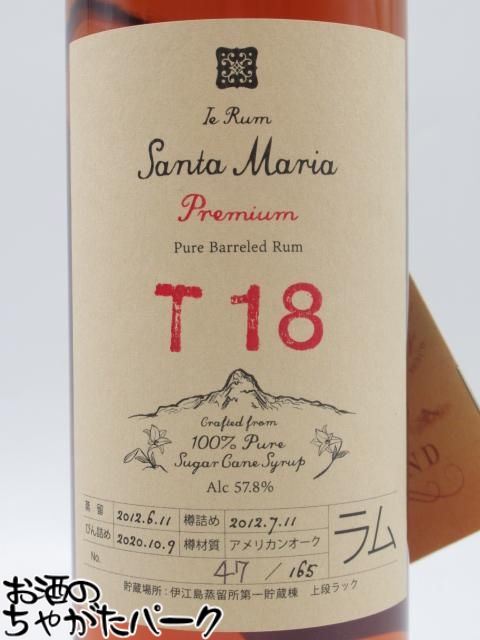 Ie Rum
Santa Maria
Premium
Pure Barreled Rum
T 18
Crafted from
100% Pure
Sugar Cane Syrup
Alc 57.8%
蒸留 2012.6.11 樽詰め 2012.7.11
びん詰め 2020.10.9 樽材質 アメリカンオーク
No. 47/165
ラム
貯蔵場所:伊江島蒸留所第一貯蔵棟 上段ラック
お酒の
ちゃがたパーク